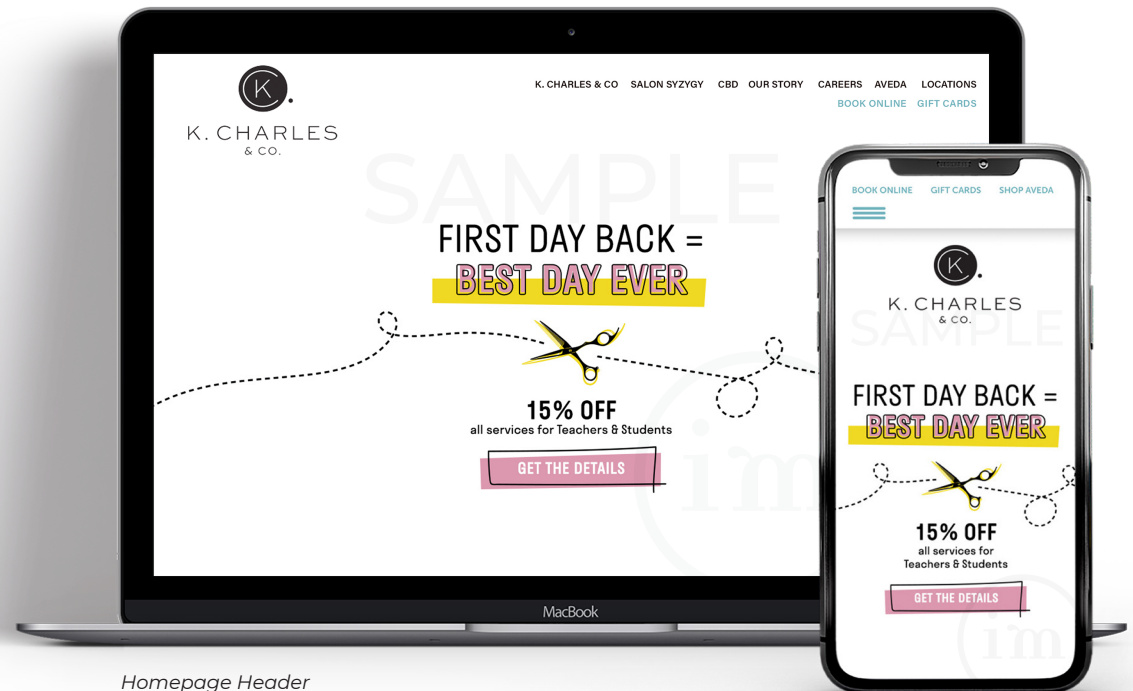 K.
K. CHARLES
& CO.
K. CHARLES & CO SALON SYZYGY CBD OUR STORY CAREERS AVEDA LOCATIONS
BOOK ONLINE GIFT CARDS
SAMPLE
FIRST DAY BACK =
BEST DAY EVER
15% OFF
all services for Teachers & Students
GET THE DETAILS
im
MacBook
BOOK ONLINE GIFT CARDS SHOP AVEDA
K.
K. CHARLES
& CO.
SAMPLE
FIRST DAY BACK =
BEST DAY EVER
15% OFF
all services for
Teachers & Students
GET THE DETAILS
im
Homepage Header